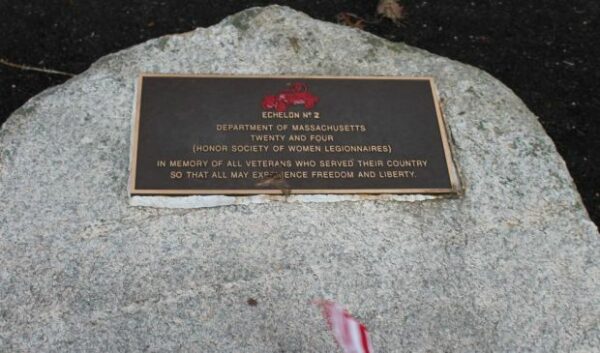 ECHELON Nº 2
DEPARTMENT OF MASSACHUSETTS
TWENTY AND FOUR
(HONOR SOCIETY OF WOMEN LEGIONNAIRES)
IN MEMORY OF ALL VETERANS WHO SERVED THEIR COUNTRY
SO THAT ALL MAY EXPERIENCE FREEDOM AND LIBERTY.